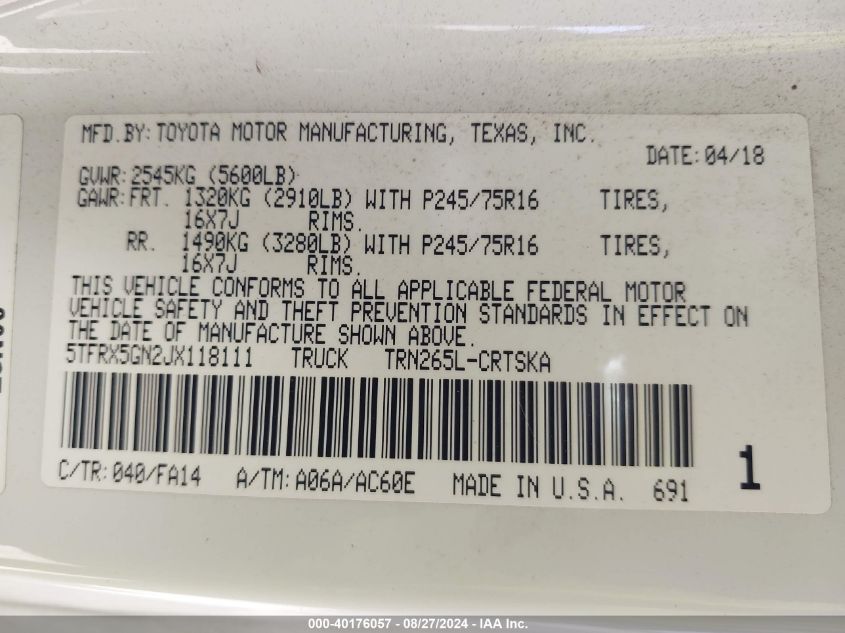 MFD.BY:TOYOTA MOTOR MANUFACTURING, TEXAS, INC.
DATE:04/18
GVWR:2545KG (5600LB)
GAWR:FRT. 1320KG (2910LB) WITH P245/75R16 TIRES,
16X7J RIMS.
RR. 1490KG (3280LB) WITH P245/75R16 TIRES,
16X7J RIMS.
THIS VEHICLE CONFORMS TO ALL APPLICABLE FEDERAL MOTOR
VEHICLE SAFETY AND THEFT PREVENTION STANDARDS IN EFFECT ON
THE DATE OF MANUFACTURE SHOWN ABOVE.
5TFRX5GN2JX118111 TRUCK TRN265L-CRTSKA
1
C/TR:040/FA14 A/TM:A06A/AC60E MADE IN U.S.A. 691
000-40176057 - 08/27/2024 - IAA Inc.